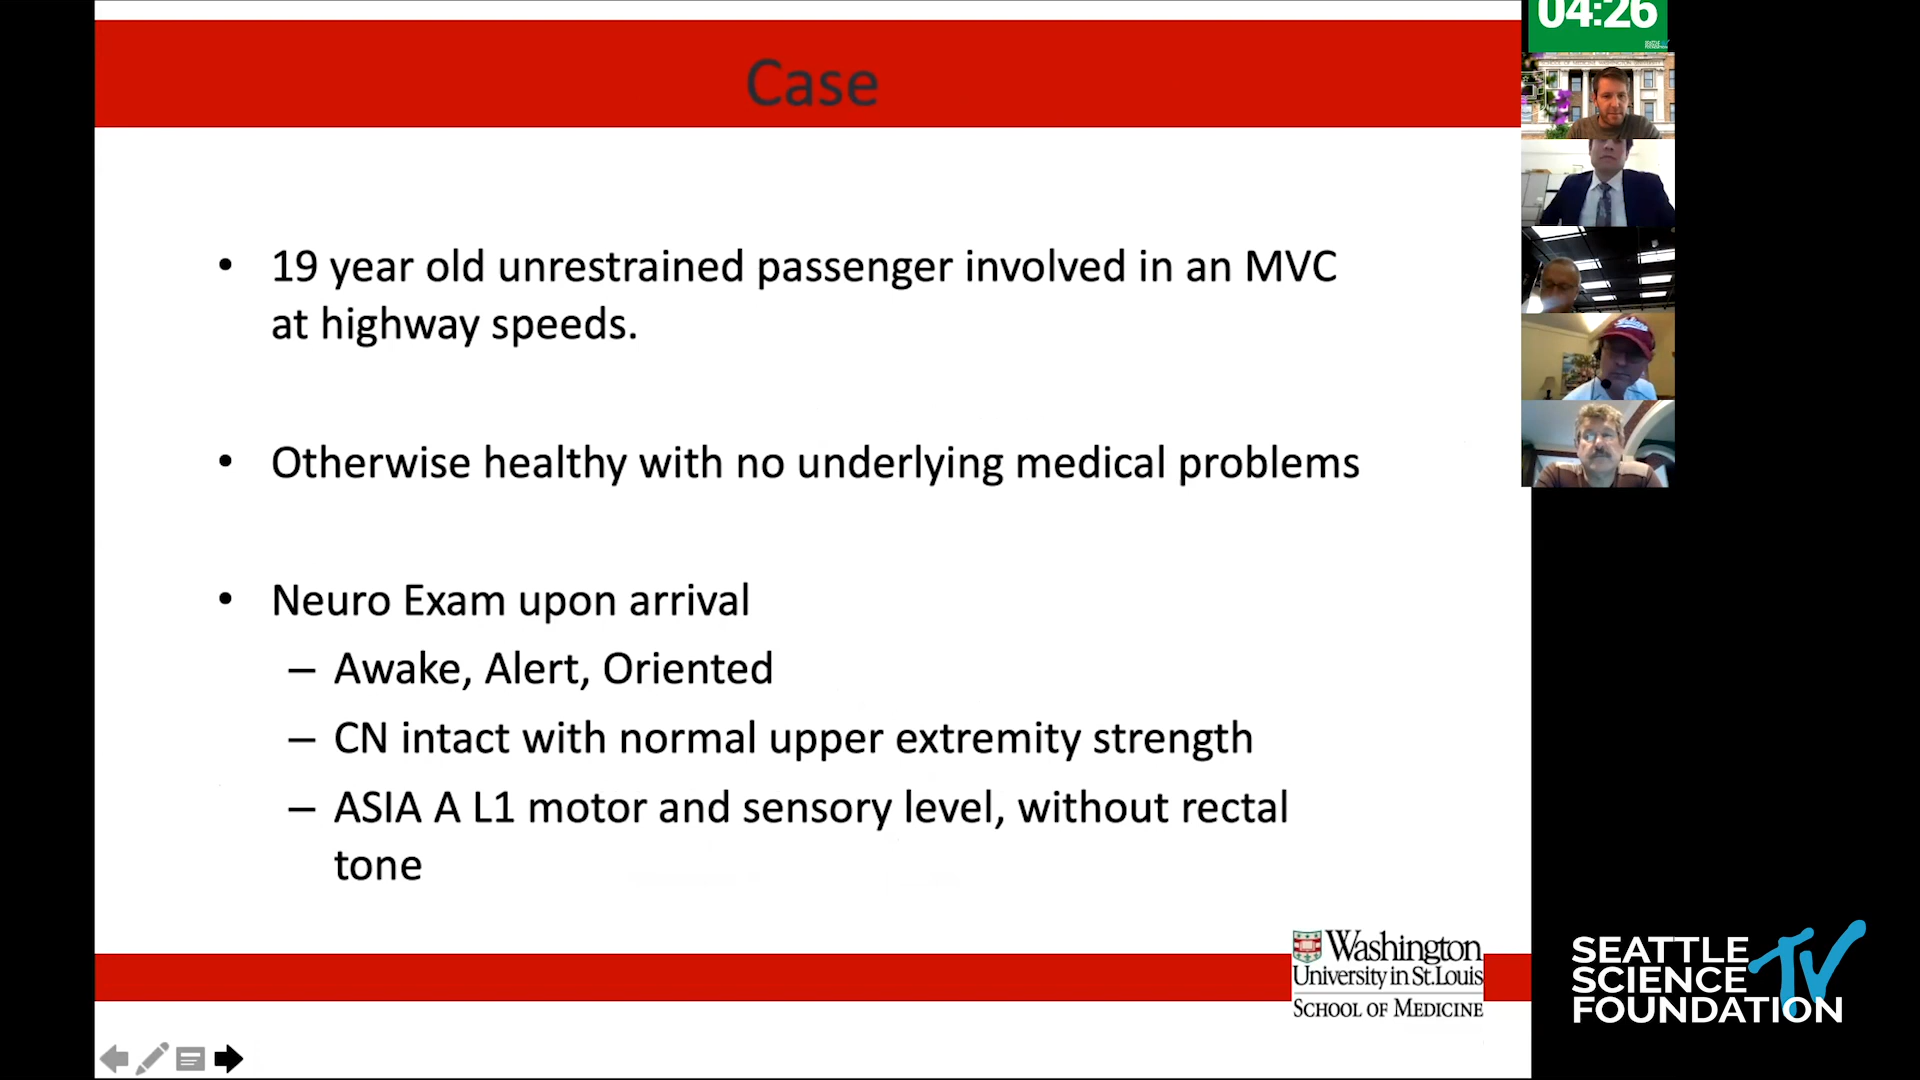 04:26
Case
• 19 year old unrestrained passenger involved in an MVC
at highway speeds.
• Otherwise healthy with no underlying medical problems
• Neuro Exam upon arrival
– Awake, Alert, Oriented
– CN intact with normal upper extremity strength
– ASIA A L1 motor and sensory level, without rectal
tone
Washington
University in St.Louis
SCHOOL OF MEDICINE
SEATTLE
SCIENCE
FOUNDATION
TV